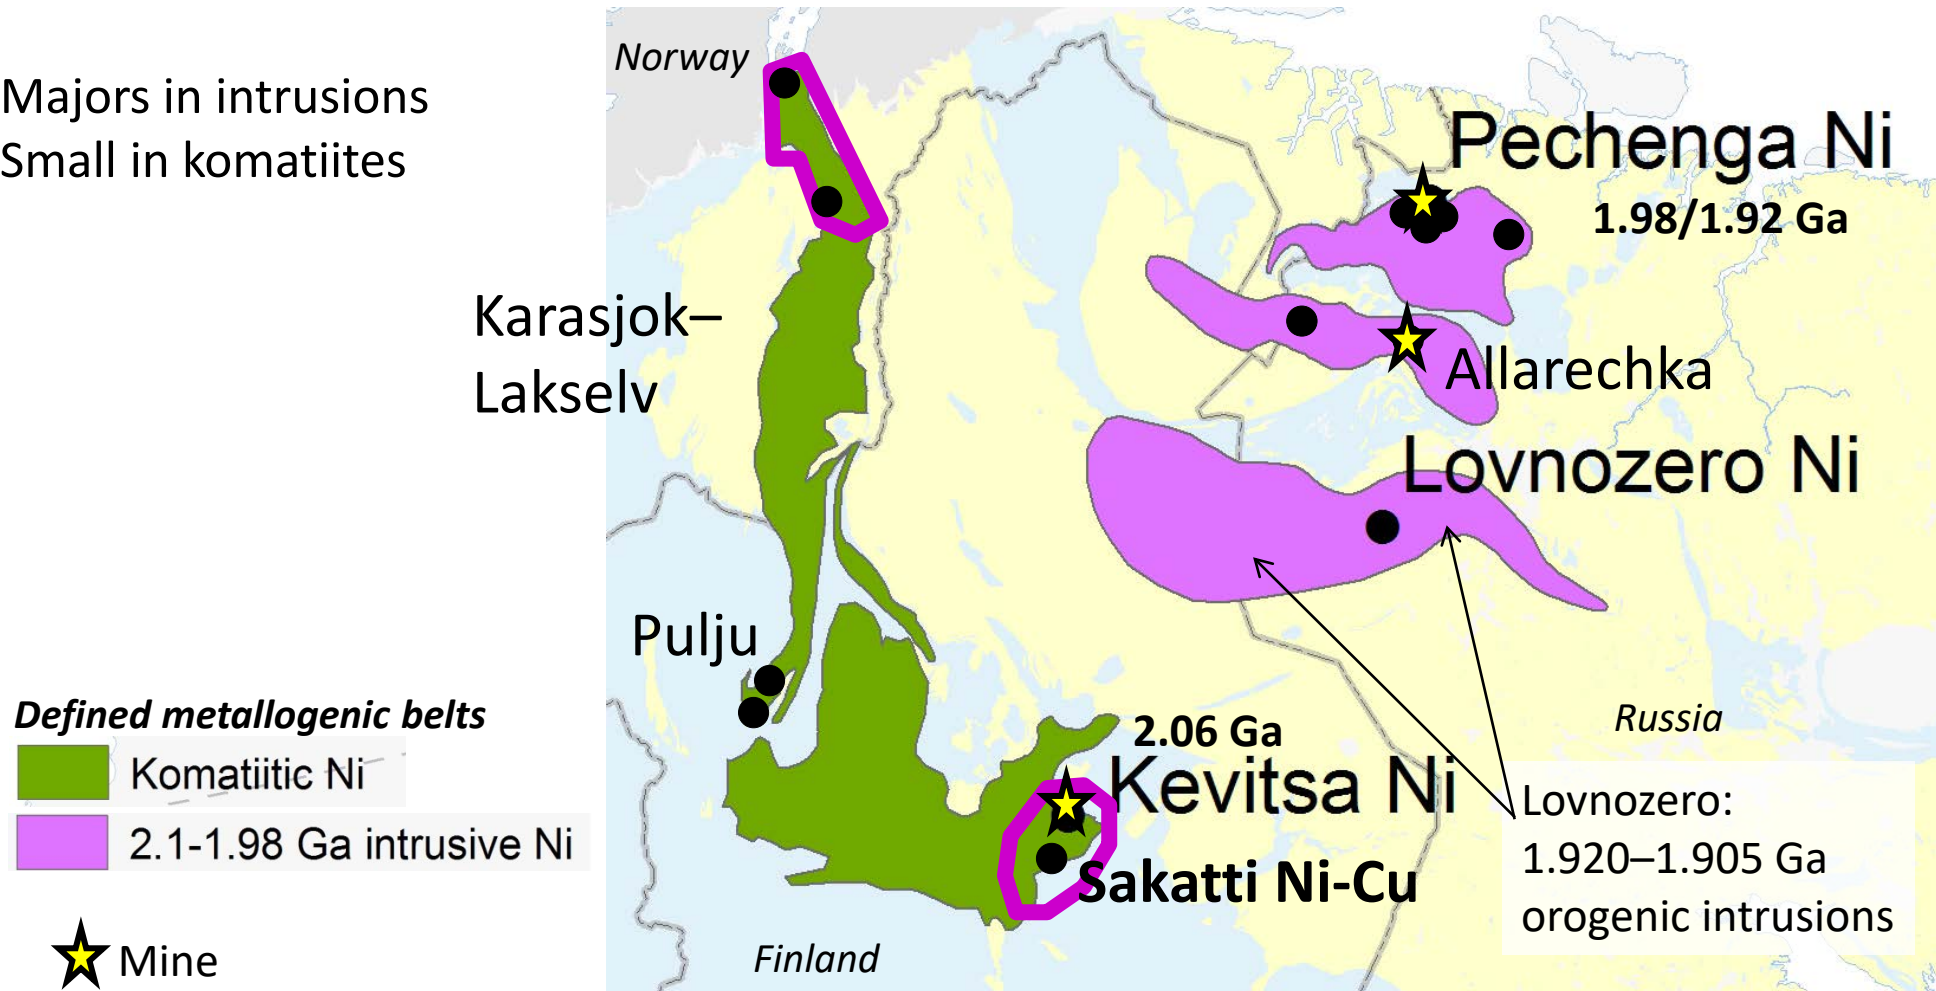 Majors in intrusions
Small in komatiites
Norway
Pechenga Ni
1.98/1.92 Ga
Karasjok–
Lakselv
Allarechka
Lovnozero Ni
Pulju
Defined metallogenic belts
Komatiitic Ni
2.1-1.98 Ga intrusive Ni
Mine
2.06 Ga
Kevitsa Ni
Sakatti Ni-Cu
Finland
Russia
Lovnozero:
1.920–1.905 Ga
orogenic intrusions